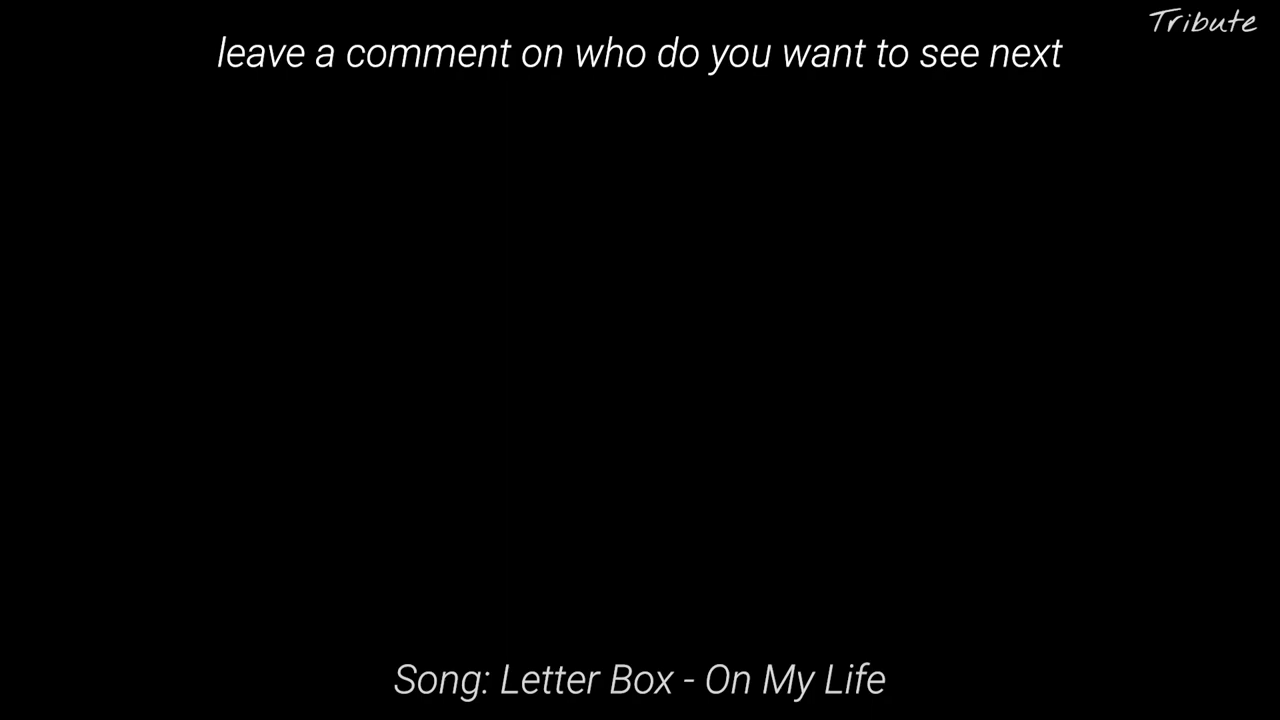 Tribute
leave a comment on who do you want to see next
Song: Letter Box - On My Life